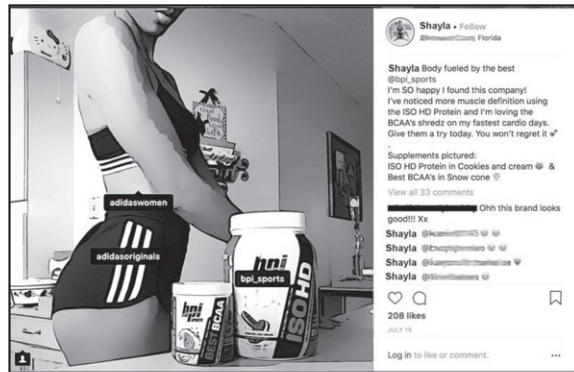 Shayla • Follow
Florida
Shayla Body fueled by the best
@bpi_sports
I'm SO happy I found this company!
I've noticed more muscle definition using
the ISO HD Protein and I'm loving the
BCAA's shredz on my fastest cardio days.
Give them a try today. You won't regret it 💕
.
Supplements pictured:
ISO HD Protein in Cookies and cream 🍪 &
Best BCAA's in Snow cone 🍧
View all 33 comments
Ohh this brand looks
good!!! Xx
Shayla
Shayla
Shayla
Shayla
208 likes
JULY 15
Log in to like or comment.
adidaswomen
adidasoriginals
bpi_sports
bpi
ISO HD
bpi
BEST BCAA